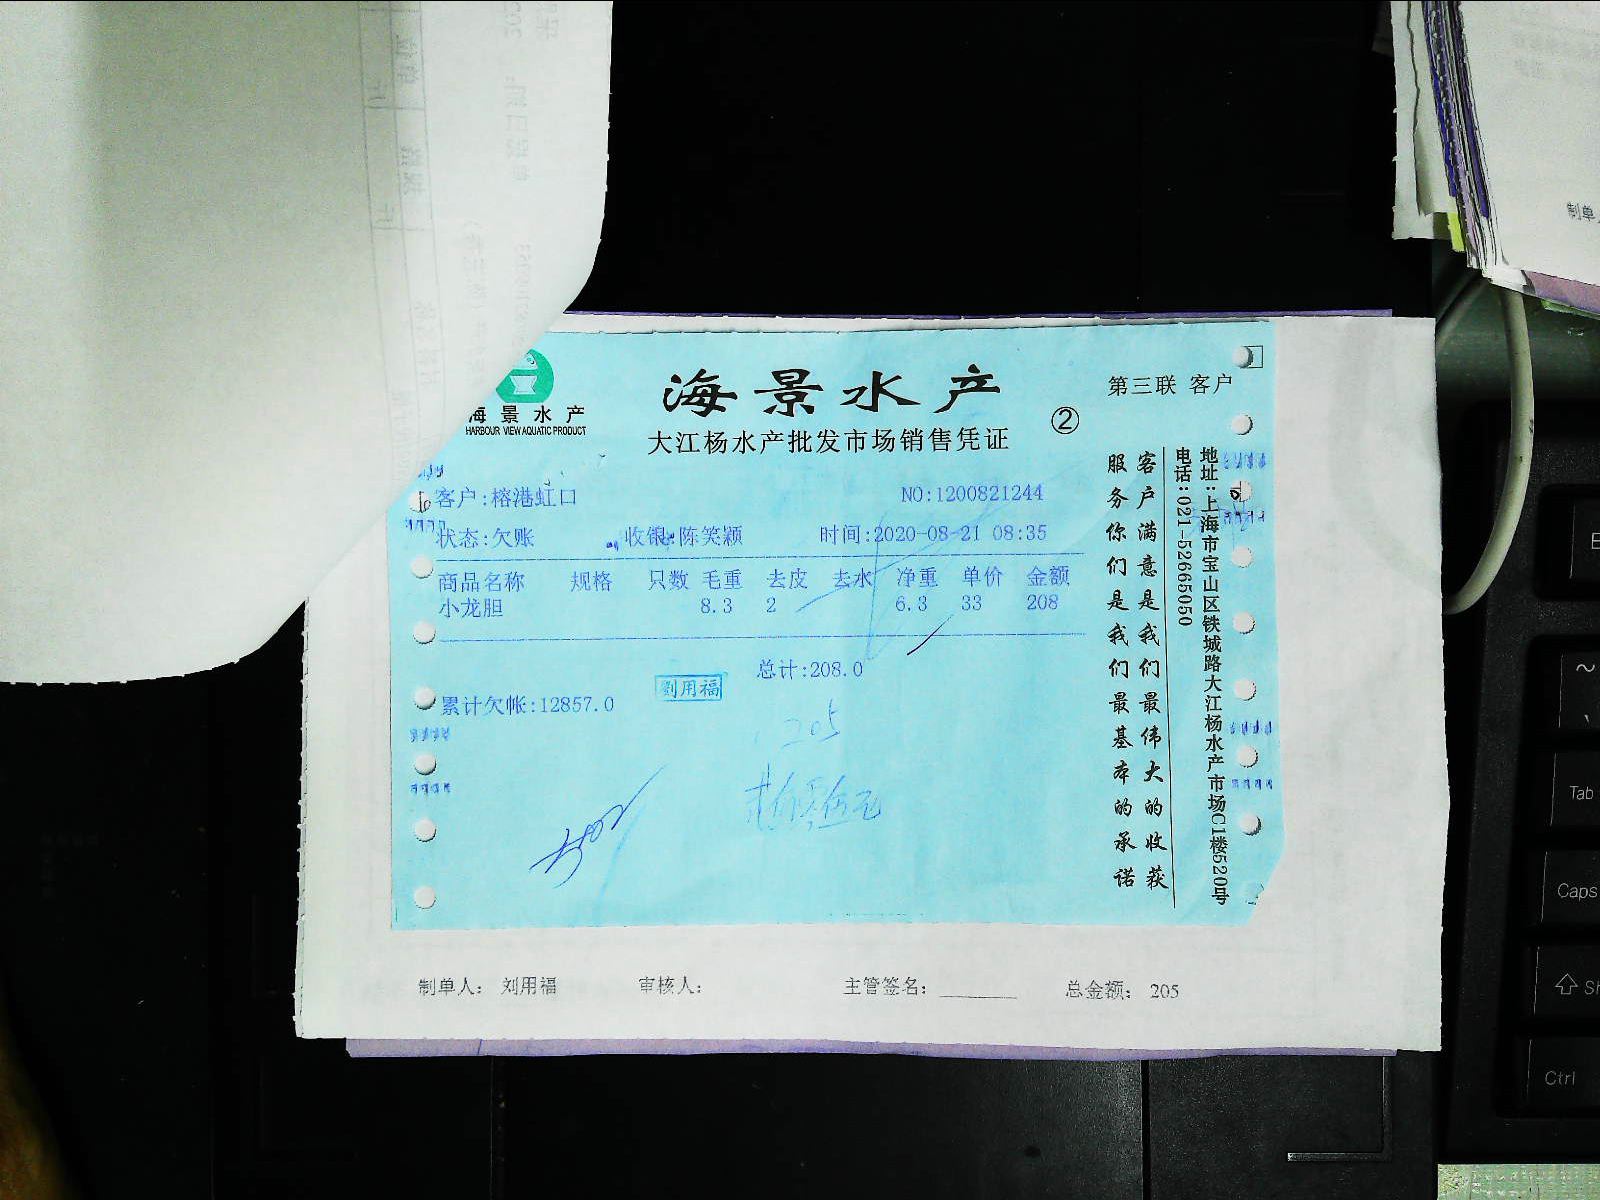 海景水产
HARBOUR VIEW AQUATIC PRODUCT
海景水产
大江杨水产批发市场销售凭证
②
第三联 客户
客户:榕港虹口
NO:1200821244
状态:欠账 收银:陈笑颖 时间:2020-08-21 08:35
商品名称 规格 只数 毛重 去皮 去水 净重 单价 金额
小龙胆 8.3 2 6.3 33 208
总计:208.0
劉用福
累计欠帐:12857.0
205
客户满意是我们最伟大的收获
服务你们是我们最基本的承诺
地址:上海市宝山区铁城路大江杨水产市场C1楼520号
电话:021-52665050
制单人: 刘用福 审核人: 主管签名: 总金额: 205
制单
Tab
Caps
Ctrl